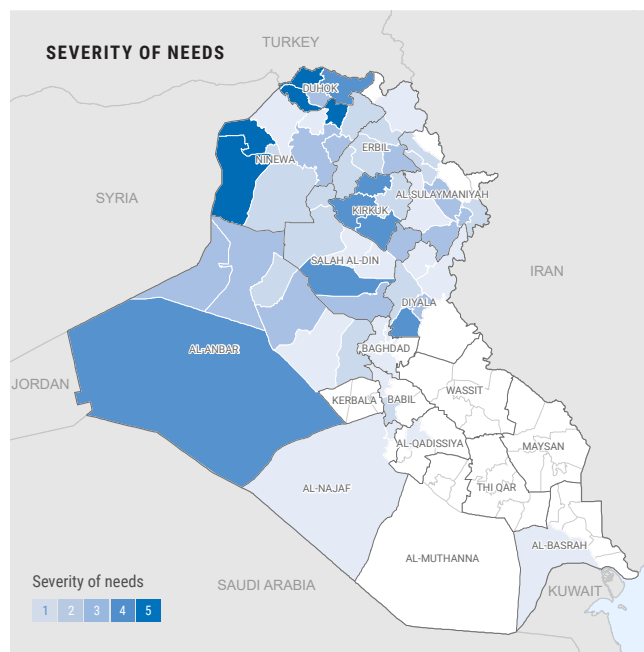 SEVERITY OF NEEDS
TURKEY
DUHOK
ERBIL
NINEWA
AL-SULAYMANIYAH
SYRIA
KIRKUK
SALAH AL-DIN
IRAN
DIYALA
AL-ANBAR
BAGHDAD
JORDAN
WASSIT
KERBALA
BABIL
AL-QADISSIYA
MAYSAN
AL-NAJAF
THI QAR
AL-BASRAH
AL-MUTHANNA
Severity of needs
SAUDI ARABIA
KUWAIT
1 2 3 4 5